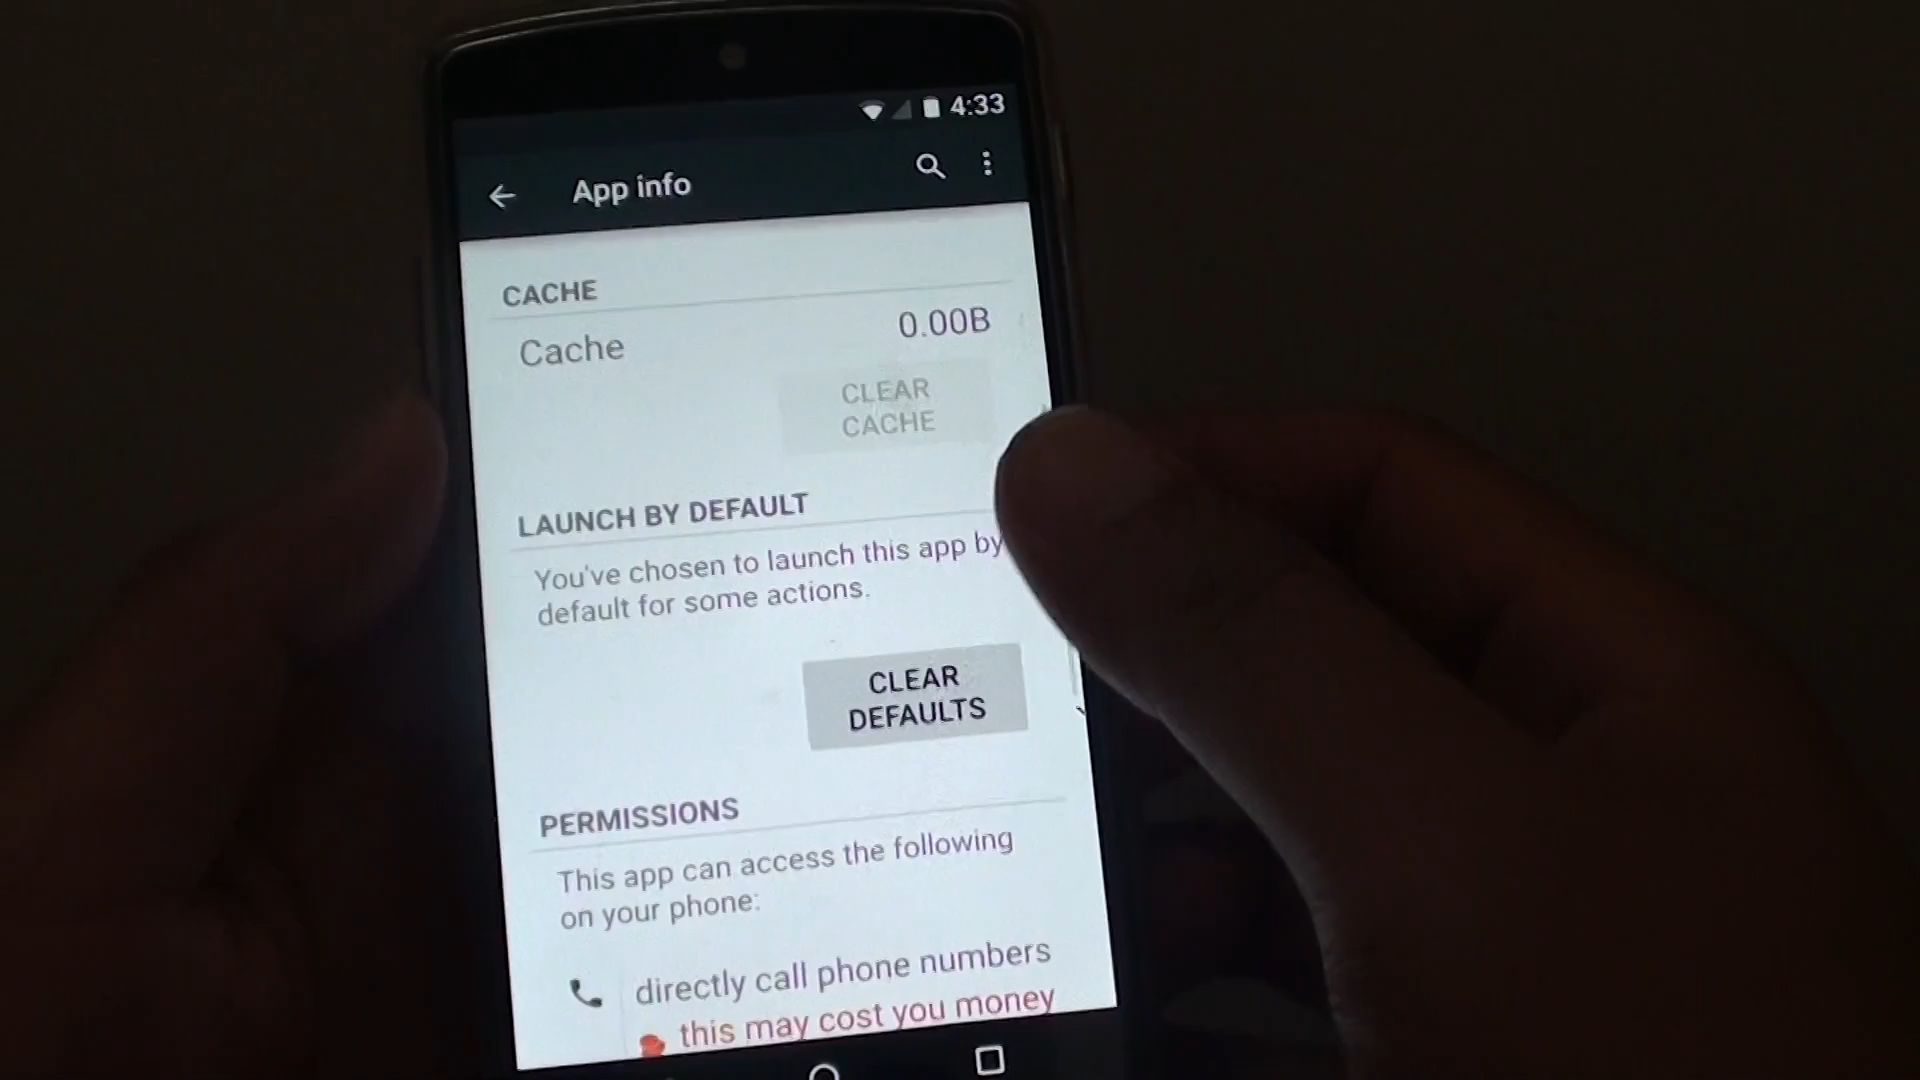 4:33
App info
CACHE
Cache
0.00B
CLEAR
CACHE
LAUNCH BY DEFAULT
You've chosen to launch this app by
default for some actions.
CLEAR
DEFAULTS
PERMISSIONS
This app can access the following
on your phone:
directly call phone numbers
this may cost you money